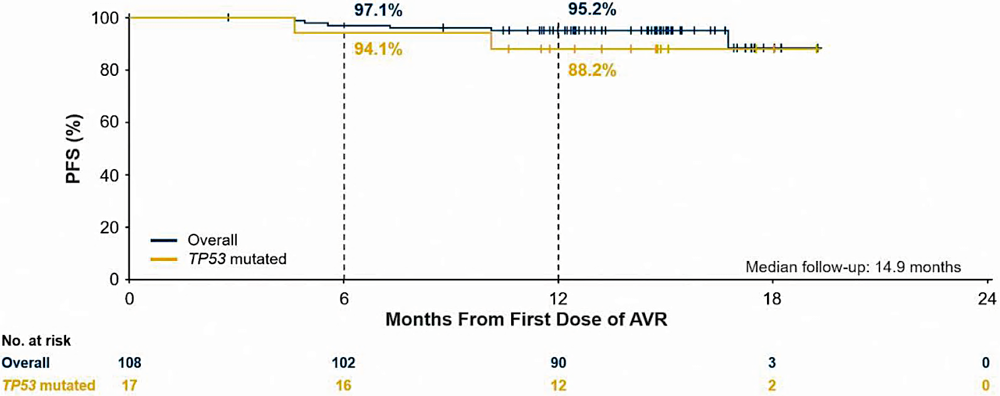 97.1%
95.2%
100
94.1%
88.2%
80
60
PFS (%)
40
20
Overall
TP53 mutated
Median follow-up: 14.9 months
0
0 6 12 18 24
Months From First Dose of AVR
No. at risk
Overall 108 102 90 3 0
TP53 mutated 17 16 12 2 0